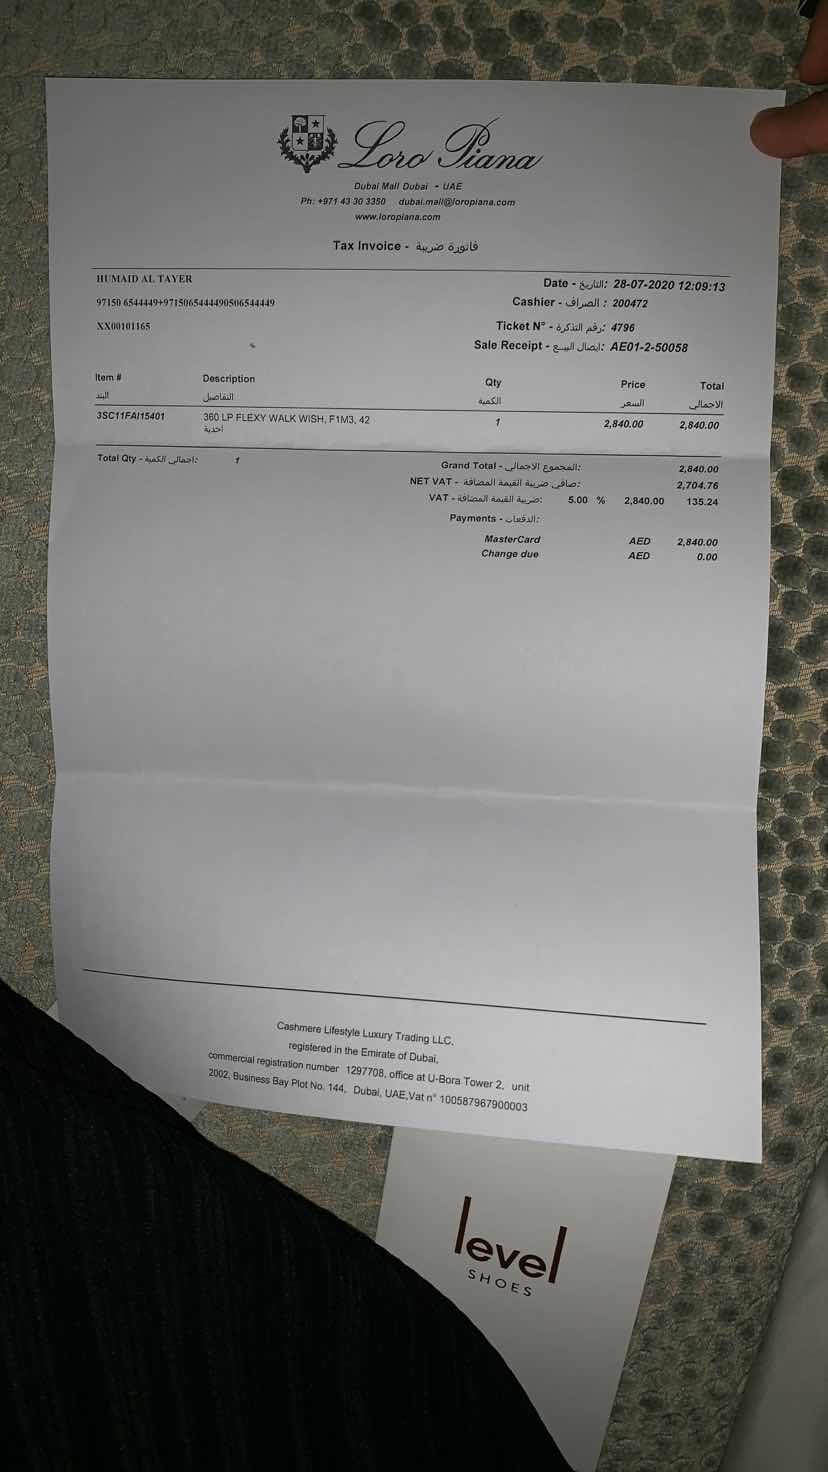 Loro Piana
Dubai Mall Dubai - UAE
Ph: +971 43 30 3350 dubai.mall@loropiana.com
www.loropiana.com
Tax Invoice - فاتورة ضريبة
HUMAID AL TAYER
97150 6544449+9715065444490506544449
XX00101165
Date - التاريخ: 28-07-2020 12:09:13
Cashier - الصراف : 200472
Ticket N° - رقم التذكرة: 4796
Sale Receipt - ايصال البيع: AE01-2-50058
Item # Description Qty Price Total
البند التفاصيل الكمية السعر الاجمالي
3SC11FAI15401 360 LP FLEXY WALK WISH, F1M3, 42 1 2,840.00 2,840.00
أحذية
Total Qty - اجمالي الكمية: 1
Grand Total - المجموع الاجمالي: 2,840.00
NET VAT - صافي ضريبة القيمة المضافة: 2,704.76
VAT - ضريبة القيمة المضافة: 5.00 % 2,840.00 135.24
Payments - الدفعات:
MasterCard AED 2,840.00
Change due AED 0.00
Cashmere Lifestyle Luxury Trading LLC,
registered in the Emirate of Dubai,
commercial registration number 1297708, office at U-Bora Tower 2, unit
2002, Business Bay Plot No. 144, Dubai, UAE,Vat n° 100587967900003
level
SHOES